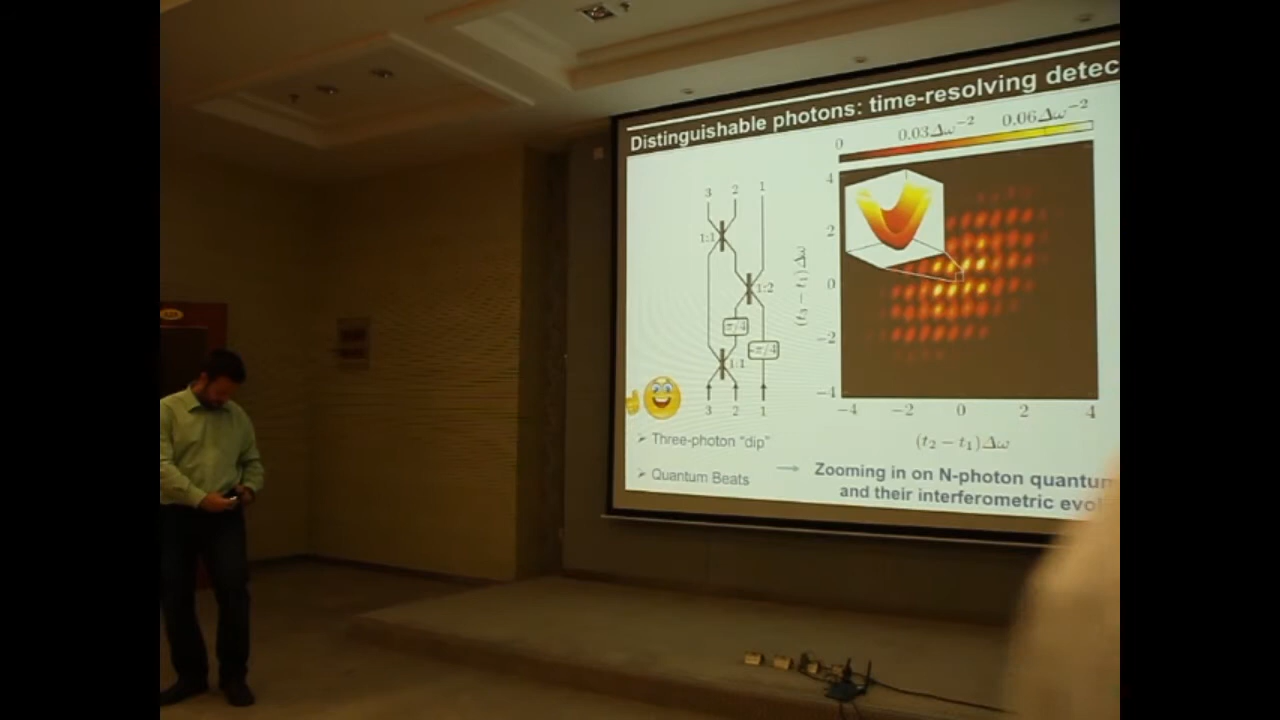 Distinguishable photons: time-resolving detec
0 0.03Δω⁻² 0.06Δω⁻²
3 2 1
1:1
1:2
π/4
-π/4
1:1
3 2 1
4
2
0
−2
−4
(t₃ − t₁)Δω
−4 −2 0 2 4
(t₂ − t₁)Δω
➢ Three-photon "dip"
➢ Quantum Beats
→ Zooming in on N-photon quantum
and their interferometric evo